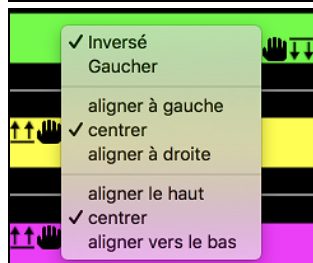 ✓ Inversé
Gaucher
aligner à gauche
✓ centrer
aligner à droite
aligner le haut
✓ centrer
aligner vers le bas